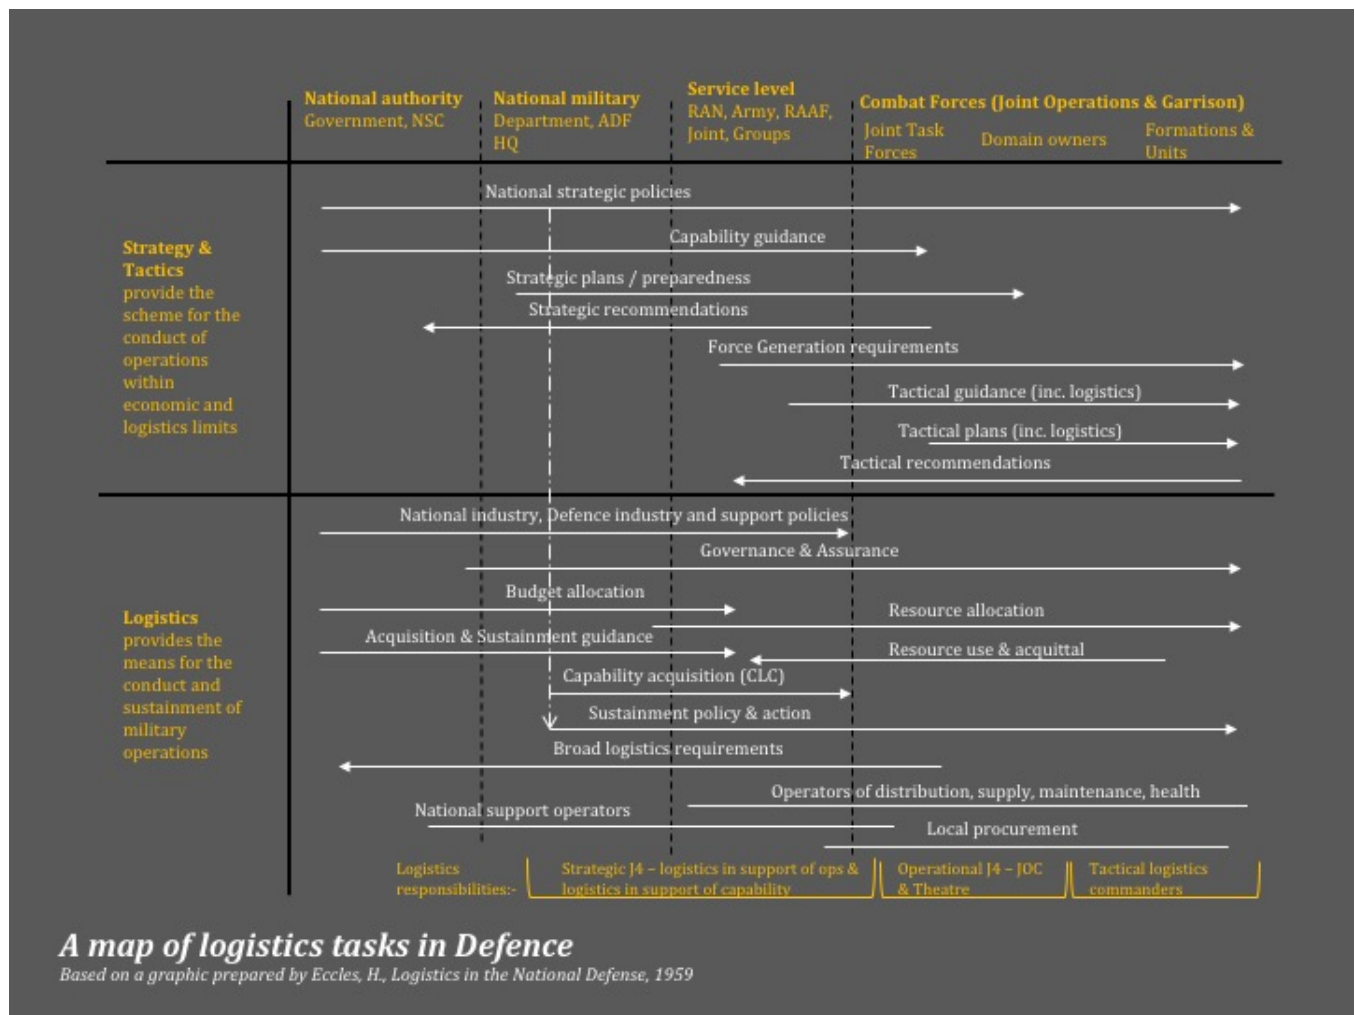 National authority
Government, NSC
National military
Department, ADF
HQ
Service level
RAN, Army, RAAF,
Joint, Groups
Combat Forces (Joint Operations & Garrison)
Joint Task
Forces
Domain owners
Formations &
Units
Strategy &
Tactics
provide the
scheme for the
conduct of
operations
within
economic and
logistics limits
National strategic policies
Capability guidance
Strategic plans / preparedness
Strategic recommendations
Force Generation requirements
Tactical guidance (inc. logistics)
Tactical plans (inc. logistics)
Tactical recommendations
Logistics
provides the
means for the
conduct and
sustainment of
military
operations
National industry, Defence industry and support policies
Governance & Assurance
Budget allocation
Resource allocation
Acquisition & Sustainment guidance
Resource use & acquittal
Capability acquisition (CLC)
Sustainment policy & action
Broad logistics requirements
Operators of distribution, supply, maintenance, health
National support operators
Local procurement
Logistics
responsibilities:-
Strategic J4 – logistics in support of ops &
logistics in support of capability
Operational J4 – JOC
& Theatre
Tactical logistics
commanders
A map of logistics tasks in Defence
Based on a graphic prepared by Eccles, H., Logistics in the National Defense, 1959